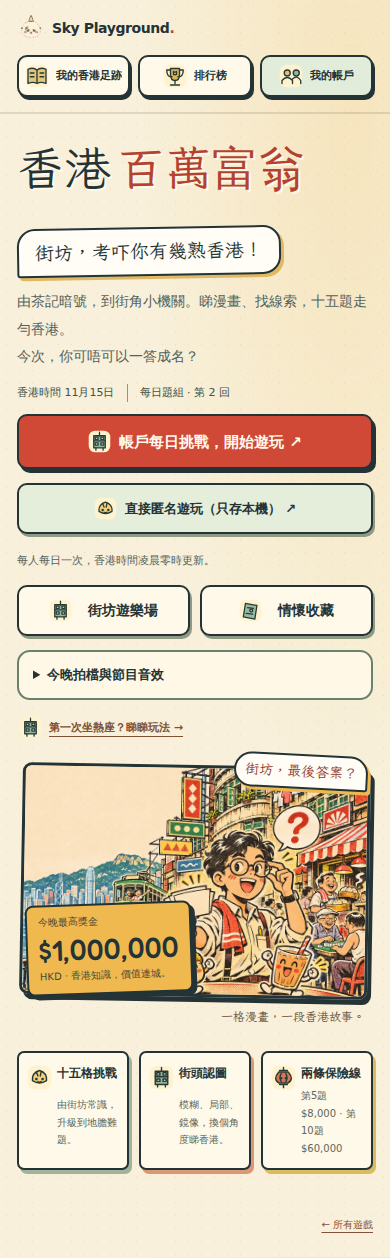 Sky Playground.
我的香港足跡
排行榜
我的帳戶
香港百萬富翁
街坊，考吓你有幾熟香港！
由茶記暗號，到街角小機關。睇漫畫、找線索，十五題走
勻香港。
今次，你可唔可以一答成名？
香港時間 11月15日
每日題組 · 第 2 回
帳戶每日挑戰，開始遊玩 ↗
直接匿名遊玩（只存本機） ↗
每人每日一次，香港時間凌晨零時更新。
街坊遊樂場
情懷收藏
▶ 今晚拍檔與節目音效
第一次坐熱座？睇睇玩法 →
街坊，最後答案？
?
今晚最高獎金
$1,000,000
HKD · 香港知識，價值連城。
一格漫畫，一段香港故事。
十五格挑戰
由街坊常識，
升級到地膽難
題。
街頭認圖
模糊、局部、
鏡像，換個角
度睇香港。
兩條保險線
第5題
$8,000 · 第
10題
$60,000
← 所有遊戲